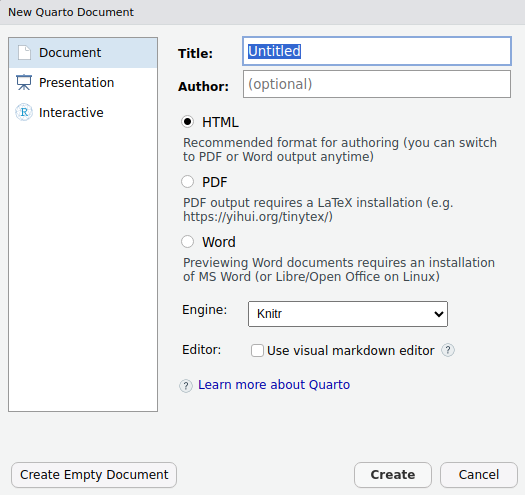 New Quarto Document
Document
Presentation
Interactive
Title: Untitled
Author: (optional)
HTML
Recommended format for authoring (you can switch
to PDF or Word output anytime)
PDF
PDF output requires a LaTeX installation (e.g.
https://yihui.org/tinytex/)
Word
Previewing Word documents requires an installation
of MS Word (or Libre/Open Office on Linux)
Engine: Knitr
Editor: Use visual markdown editor ?
? Learn more about Quarto
Create Empty Document Create Cancel